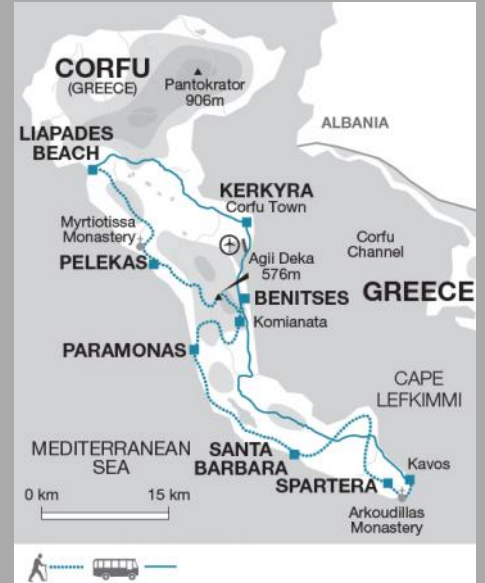 CORFU
(GREECE)
Pantokrator
906m
ALBANIA
LIAPADES
BEACH
KERKYRA
Corfu Town
Myrtiotissa
Monastery
Corfu
Channel
Agii Deka
576m
PELEKAS
GREECE
BENITSES
Komianata
PARAMONAS
CAPE
LEFKIMMI
MEDITERRANEAN
SEA
SANTA
BARBARA
Kavos
SPARTERA
0 km
15 km
Arkoudillas
Monastery